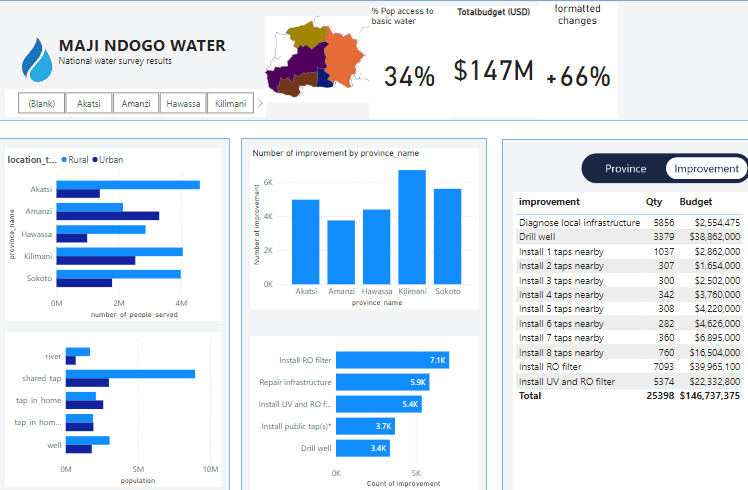 % Pop access to
basic water
Totalbudget (USD)
formatted
changes
MAJI NDOGO WATER
National water survey results
34%
$147M
+66%
(Blank)
Akatsi
Amanzi
Hawassa
Kilimani
location_t... Rural Urban
province_name
Akatsi
Amanzi
Hawassa
Kilimani
Sokoto
0M 2M 4M
number_of_people_served
river
shared_tap
tap_in_home
tap_in_hom...
well
0M 5M 10M
population
Number of improvement by province_name
Number of improvement
6K
4K
2K
0K
Akatsi Amanzi Hawassa Kilimani Sokoto
province_name
Install RO filter 7.1K
Repair infrastructure 5.9K
Install UV and RO f... 5.4K
Install public tap(s)* 3.7K
Drill well 3.4K
0K 5K
Count of improvement
Province Improvement
improvement Qty Budget
Diagnose local infrastructure 5856 $2,554,475
Drill well 3379 $38,862,000
Install 1 taps nearby 1037 $2,862,000
Install 2 taps nearby 307 $1,654,000
Install 3 taps nearby 300 $2,502,000
Install 4 taps nearby 342 $3,760,000
Install 5 taps nearby 308 $4,220,000
Install 6 taps nearby 282 $4,626,000
Install 7 taps nearby 360 $6,895,000
Install 8 taps nearby 760 $16,504,000
Install RO filter 7093 $39,965,100
Install UV and RO filter 5374 $22,332,800
Total 25398 $146,737,375